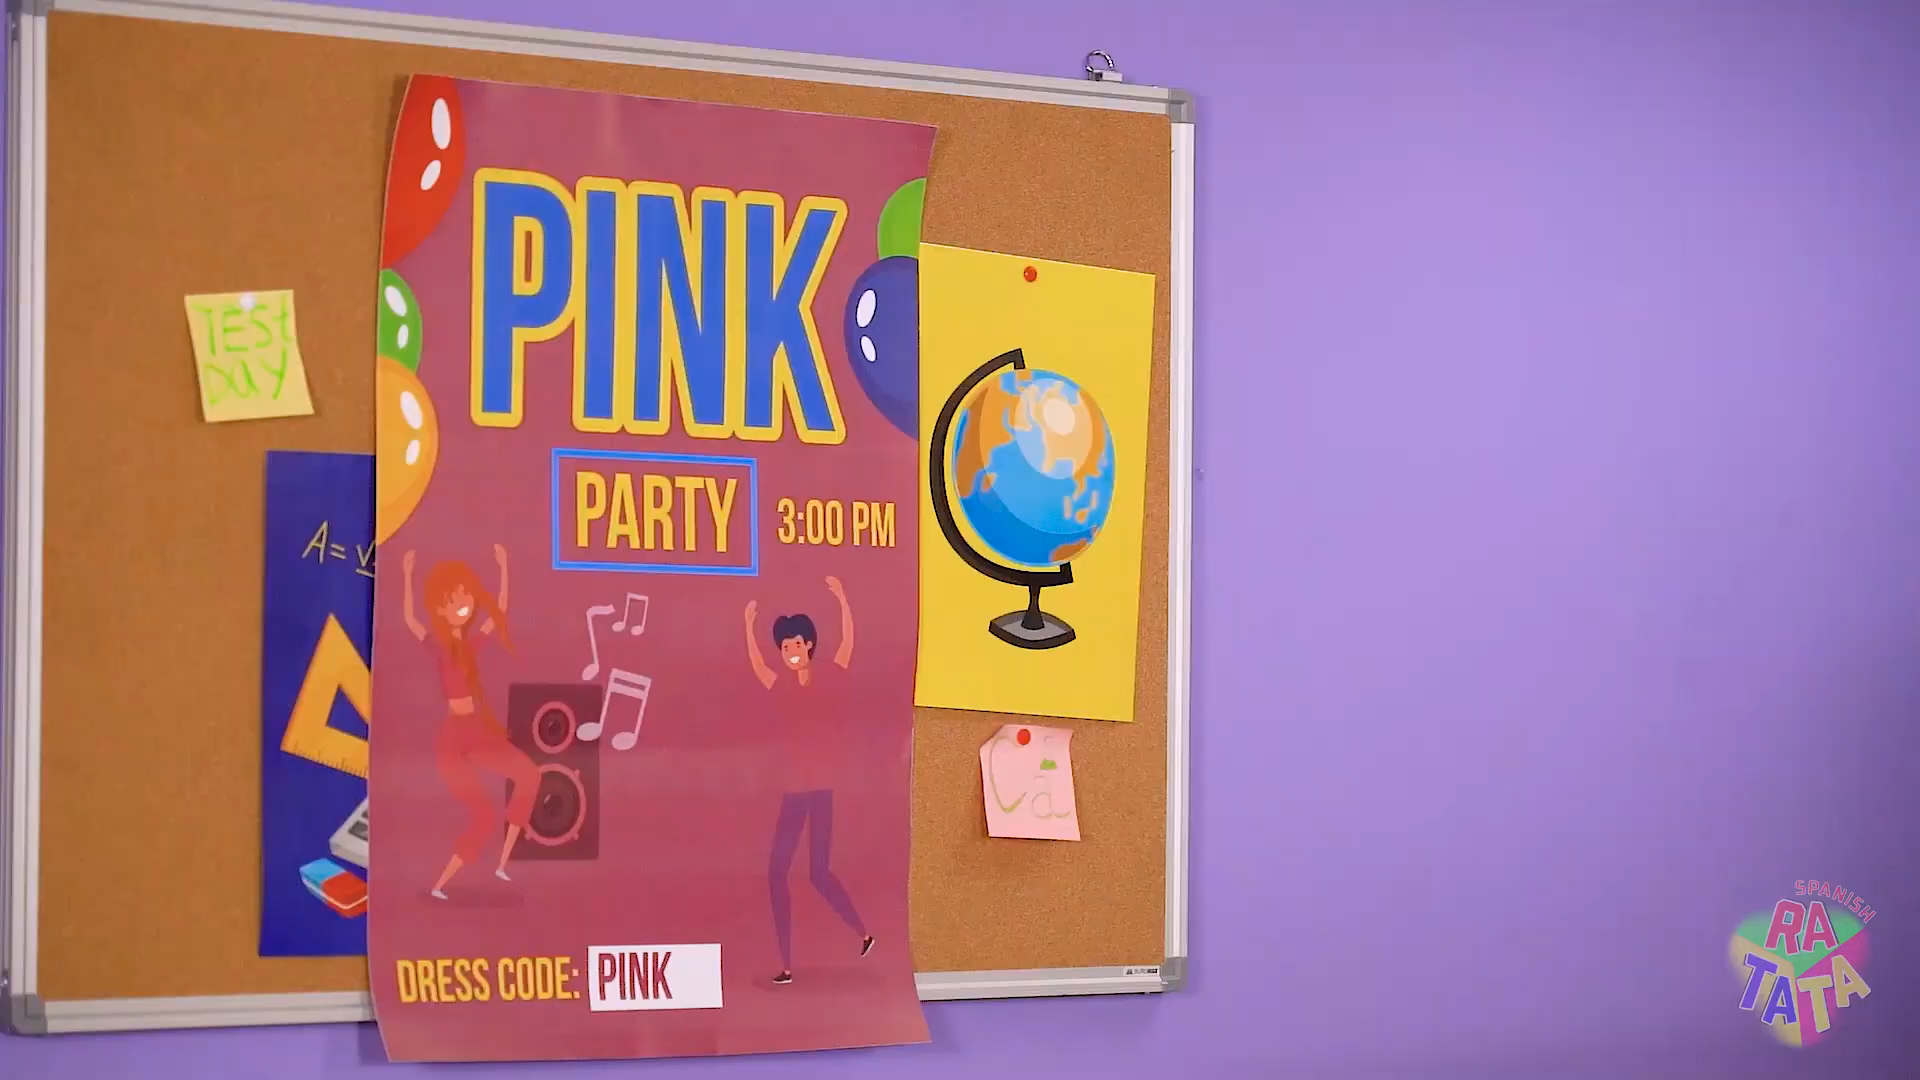 TEst
Day
A=
PINK
PARTY
3:00 PM
DRESS CODE: PINK
SPANISH
RA
TATA